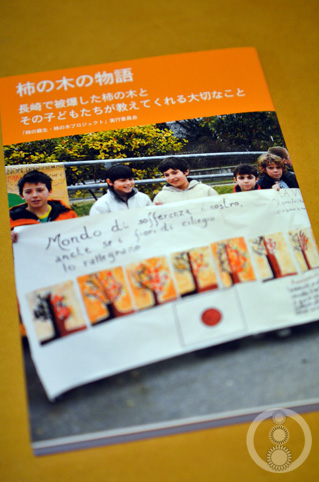 柿の木の物語
長崎で被爆した柿の木と
その子どもたちが教えてくれる大切なこと
「時の蘇生・柿の木プロジェクト」実行委員会
Mondo di sofferenza: nostro,
anche se i fiori di ciliegio
lo rallegrano